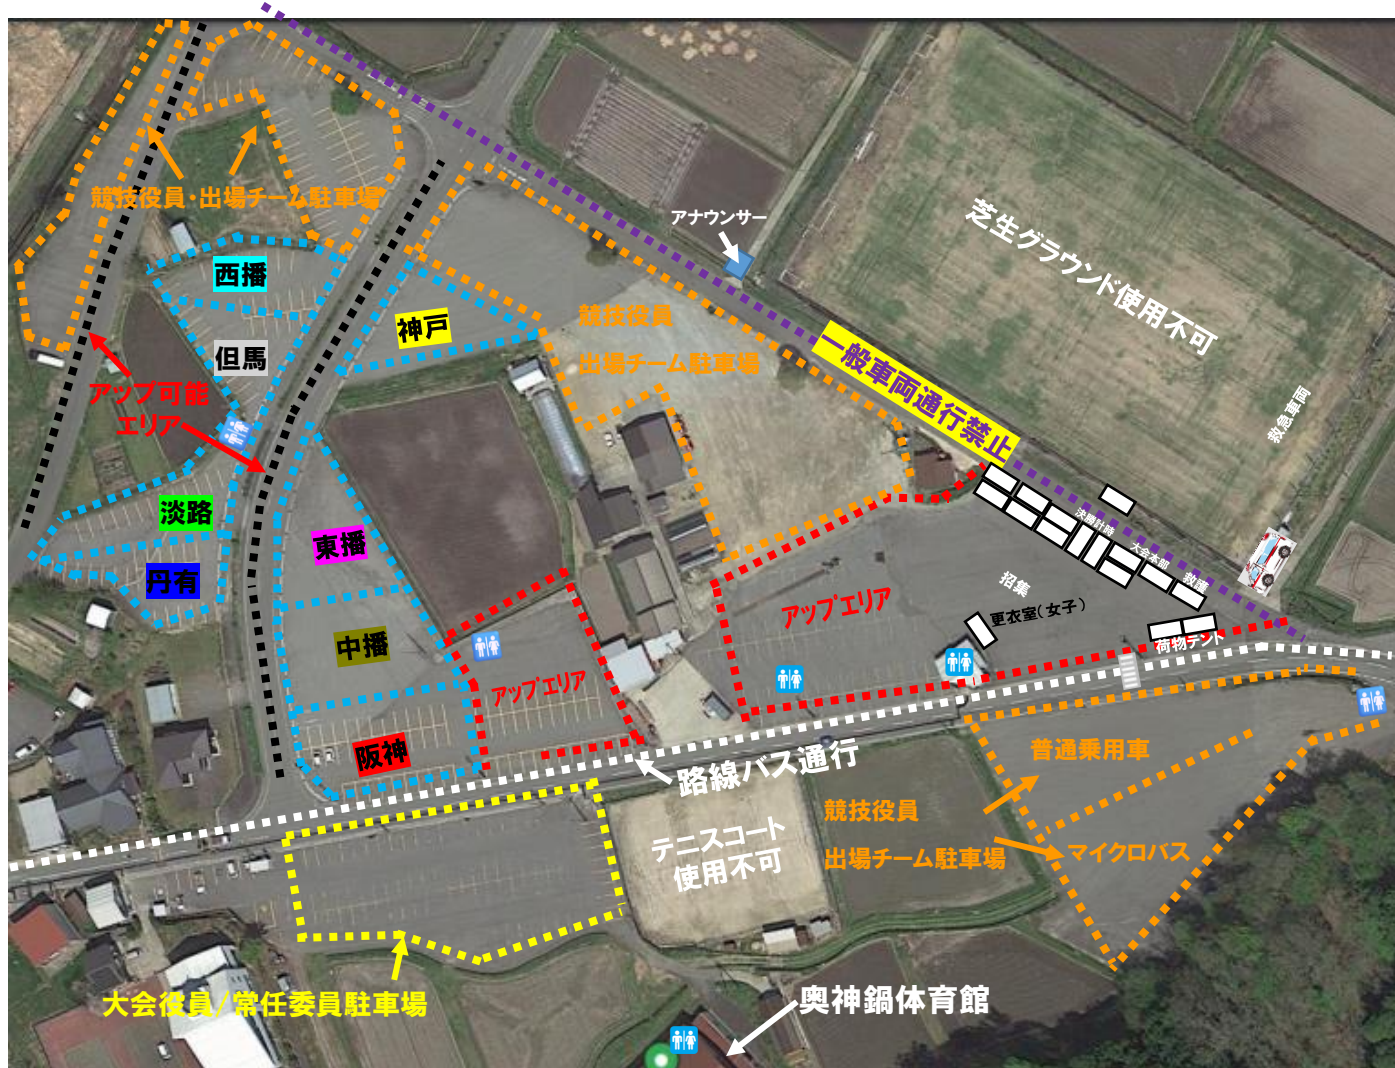 アナウンサー
芝生グラウンド使用不可
競技役員・出場チーム駐車場
西播
神戸
競技役員
出場チーム駐車場
一般車両通行禁止
但馬
アップ可能
エリア
救急車両
淡路
東播
決勝計時
大会本部
救護
招集
丹有
アップエリア
更衣室(女子)
中播
荷物テント
アップエリア
阪神
路線バス通行
普通乗用車
競技役員
出場チーム駐車場
マイクロバス
テニスコート
使用不可
大会役員/常任委員駐車場
奥神鍋体育館